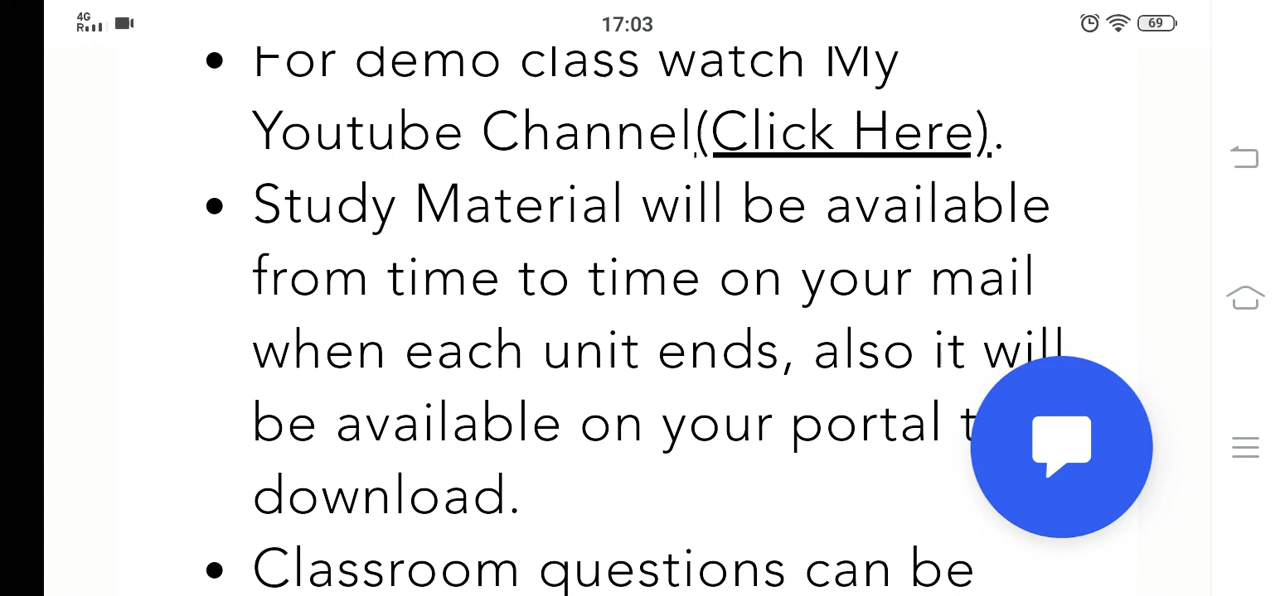 4G
R
17:03
69
• For demo class watch My
Youtube Channel(Click Here).
• Study Material will be available
from time to time on your mail
when each unit ends, also it will
be available on your portal
download.
• Classroom questions can be